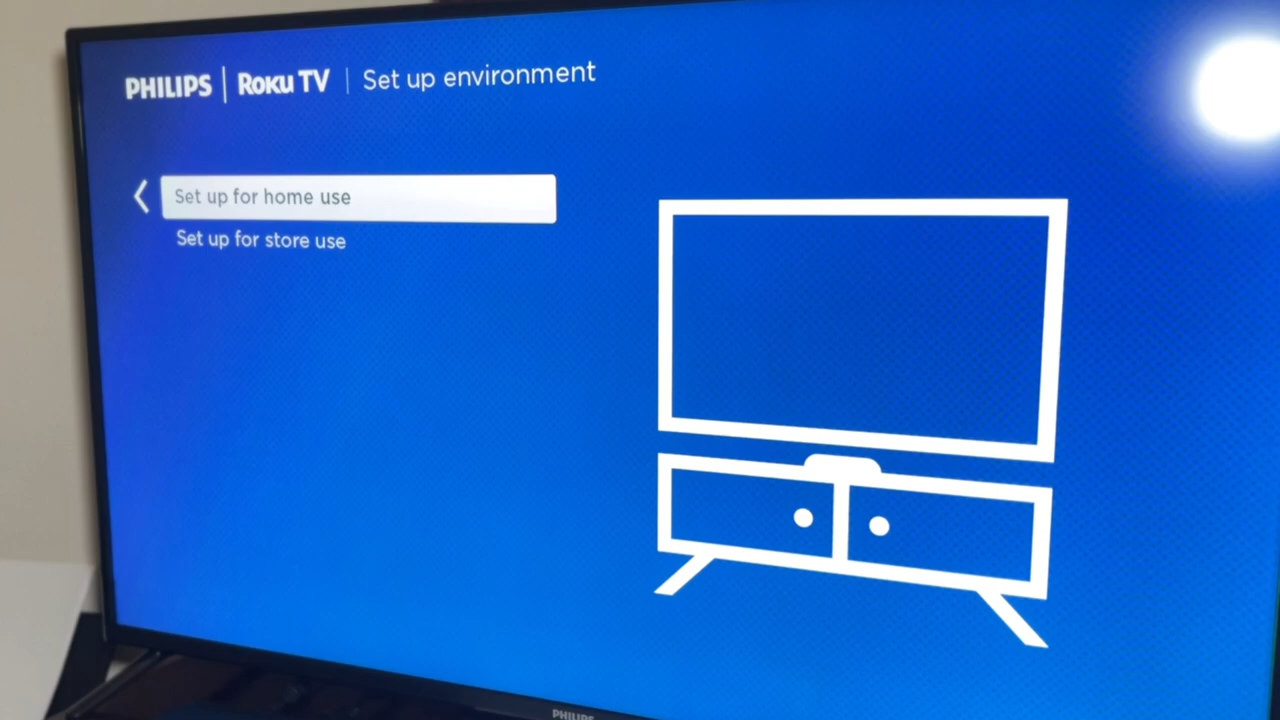 PHILIPS | Roku TV | Set up environment
Set up for home use
Set up for store use
PHILIPS